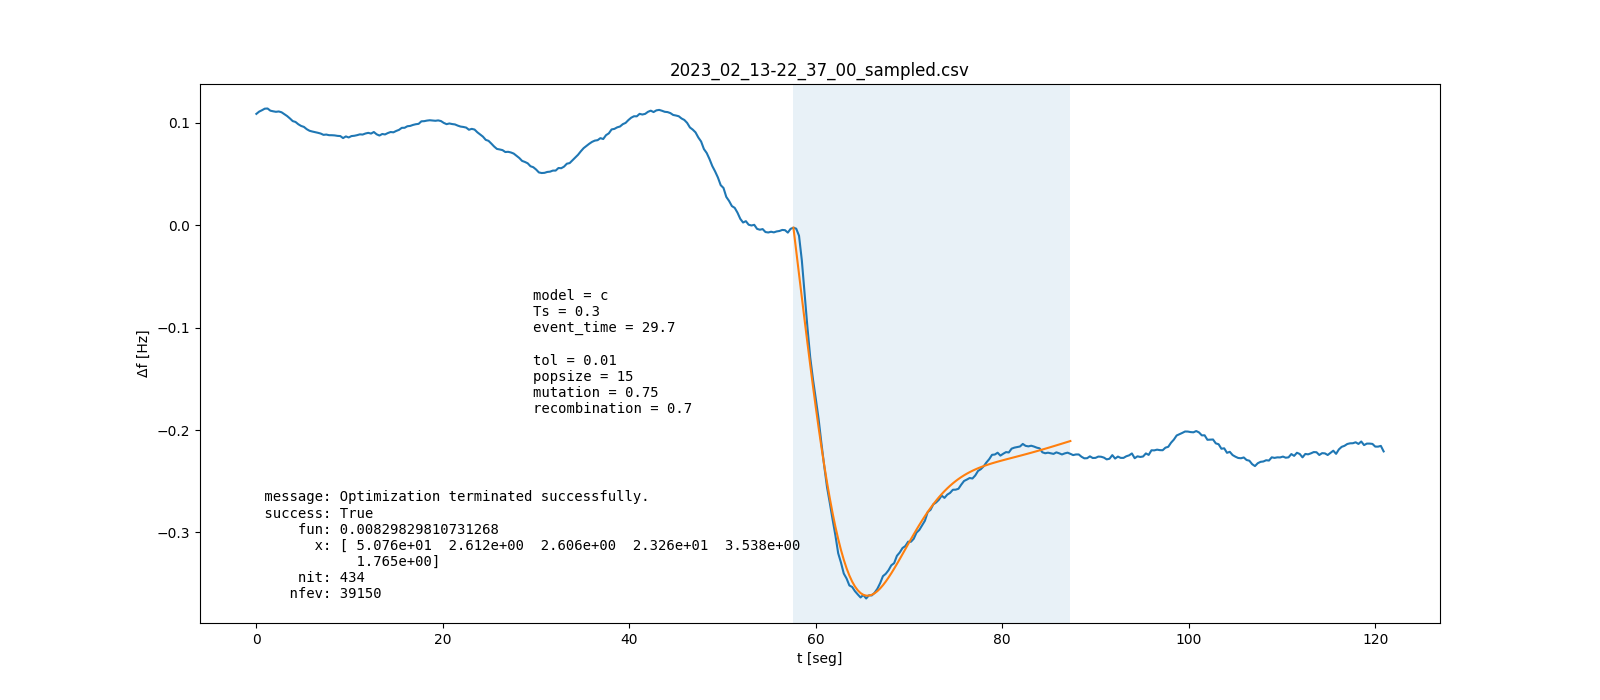 2023_02_13-22_37_00_sampled.csv
0.1
0.0
−0.1
−0.2
−0.3
Δf [Hz]
model = c
Ts = 0.3
event_time = 29.7
tol = 0.01
popsize = 15
mutation = 0.75
recombination = 0.7
message: Optimization terminated successfully.
success: True
fun: 0.00829829810731268
x: [ 5.076e+01 2.612e+00 2.606e+00 2.326e+01 3.538e+00
1.765e+00]
nit: 434
nfev: 39150
0 20 40 60 80 100 120
t [seg]